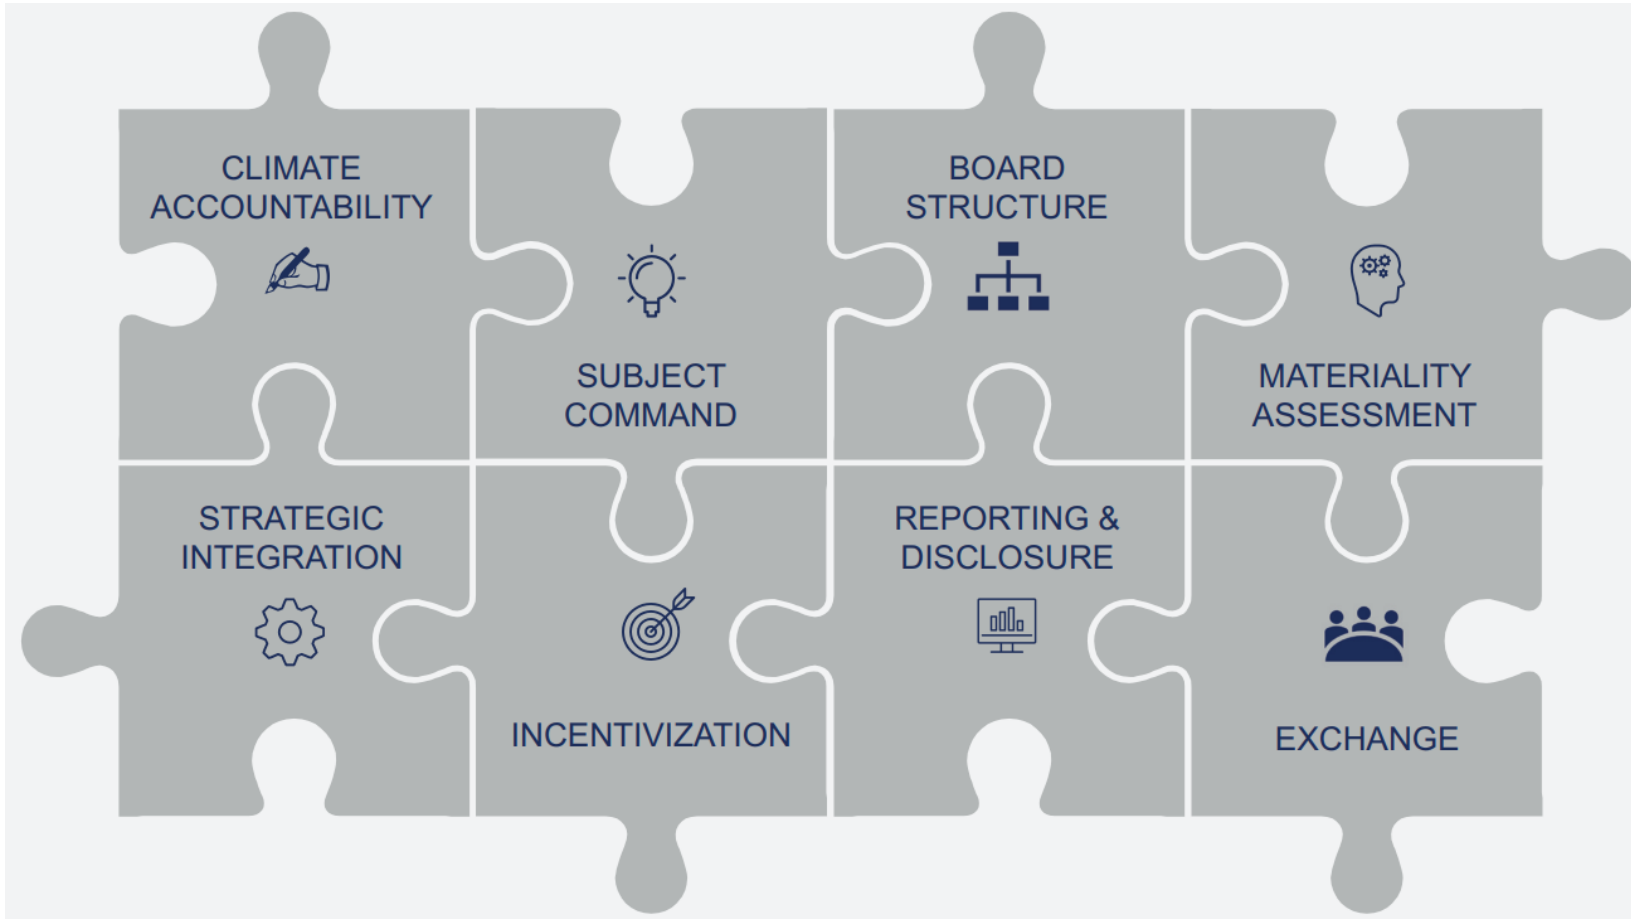 CLIMATE
ACCOUNTABILITY
SUBJECT
COMMAND
BOARD
STRUCTURE
MATERIALITY
ASSESSMENT
STRATEGIC
INTEGRATION
INCENTIVIZATION
REPORTING &
DISCLOSURE
EXCHANGE